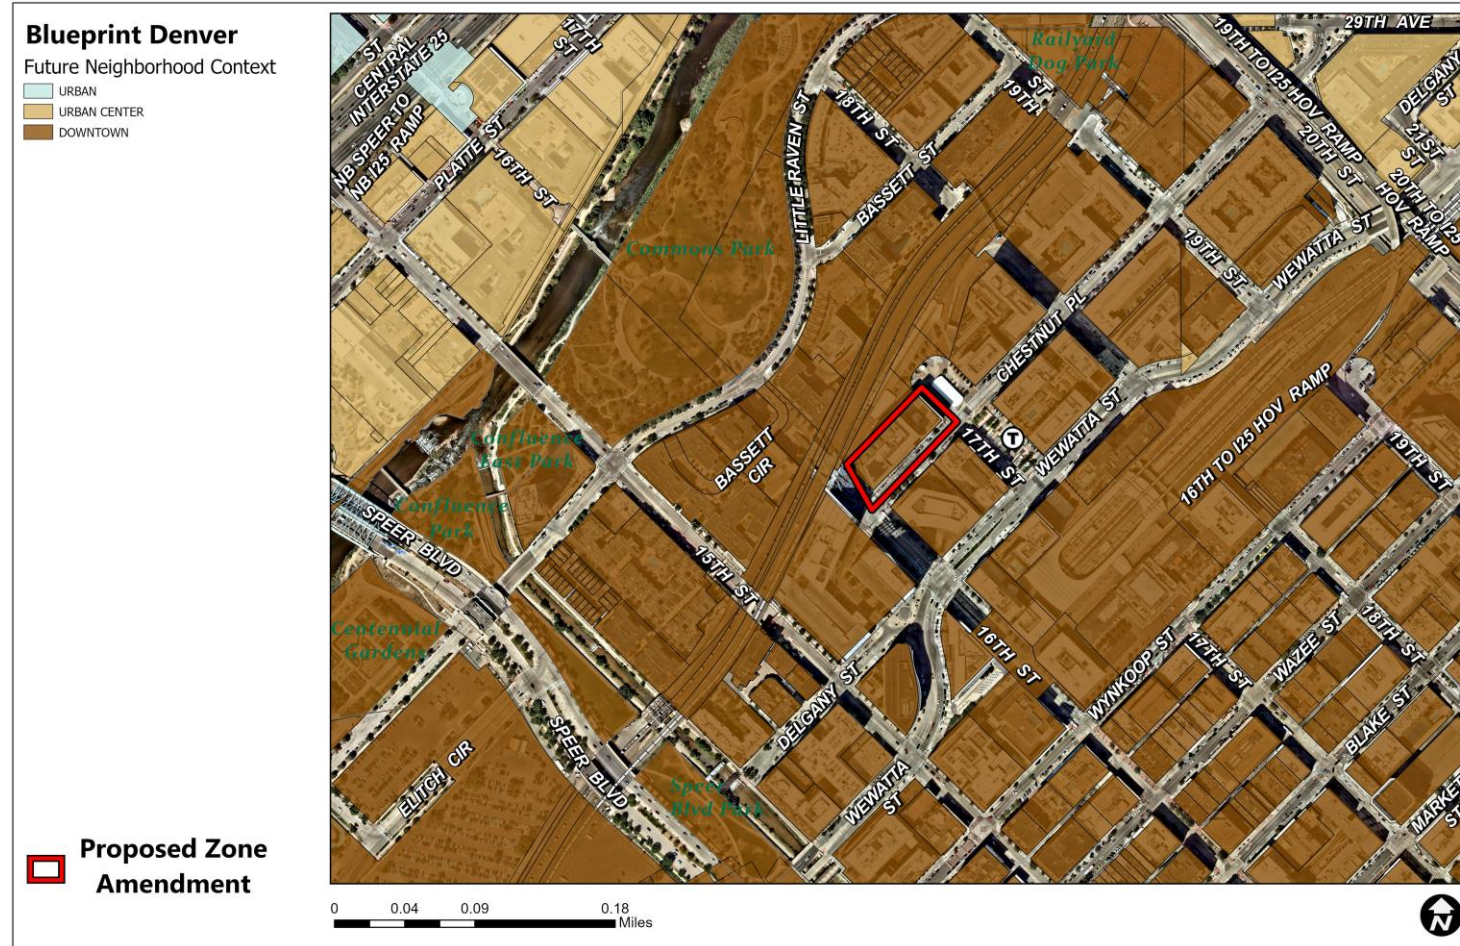 Blueprint Denver
Future Neighborhood Context
URBAN
URBAN CENTER
DOWNTOWN
Proposed Zone
Amendment
ST
CENTRAL
INTERSTATE 25
17TH
ST
NB SPEER TO
NB I25 RAMP
PLATTE ST
16TH ST
Railyard
Dog Park
19TH TO I25 HOV RAMP
29TH AVE
DELGANY
ST
21ST
ST
20TH TO I25
HOV RAMP
20TH ST
18TH ST
19TH
ST
LITTLE RAVEN ST
BASSETT ST
Commons Park
19TH ST
WEWATTA ST
CHESTNUT PL
WEWATTA ST
17TH ST
T
16TH TO I25 HOV RAMP
19TH ST
Confluence
East Park
BASSETT
CIR
Confluence
Park
SPEER BLVD
15TH ST
Centennial
Gardens
16TH ST
WYNKOOP ST
17TH ST
WAZEE ST
18TH ST
DELGANY ST
BLAKE ST
ELITCH CIR
SPEER BLVD
Speer
Blvd Park
WEWATTA
ST
MARKET
ST
0
0.04
0.09
0.18
Miles
N